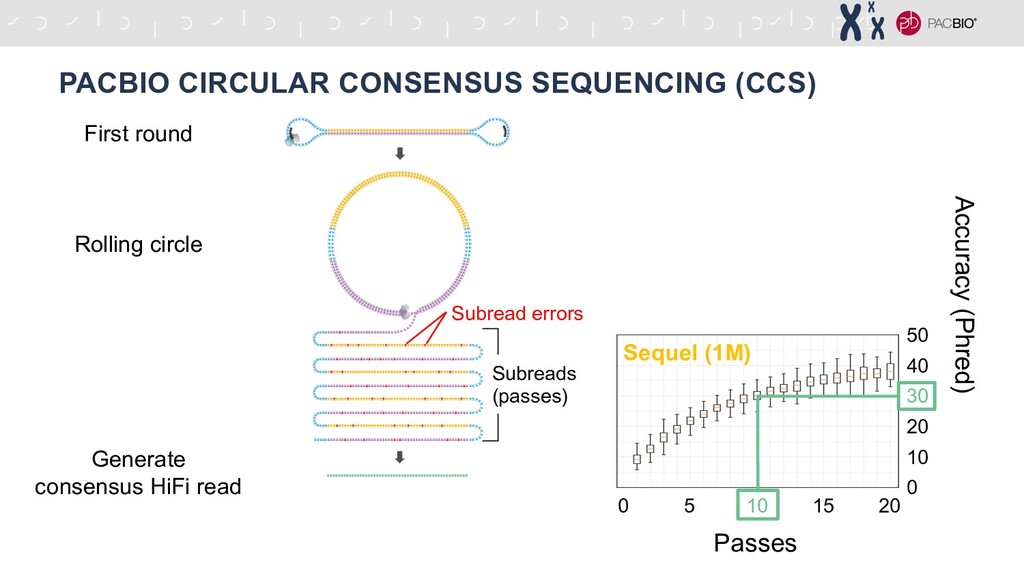 PACBIO®
PACBIO CIRCULAR CONSENSUS SEQUENCING (CCS)
First round
Rolling circle
Subread errors
Subreads
(passes)
Generate
consensus HiFi read
Sequel (1M)
Accuracy (Phred)
50
40
30
20
10
0
0 5 10 15 20
Passes